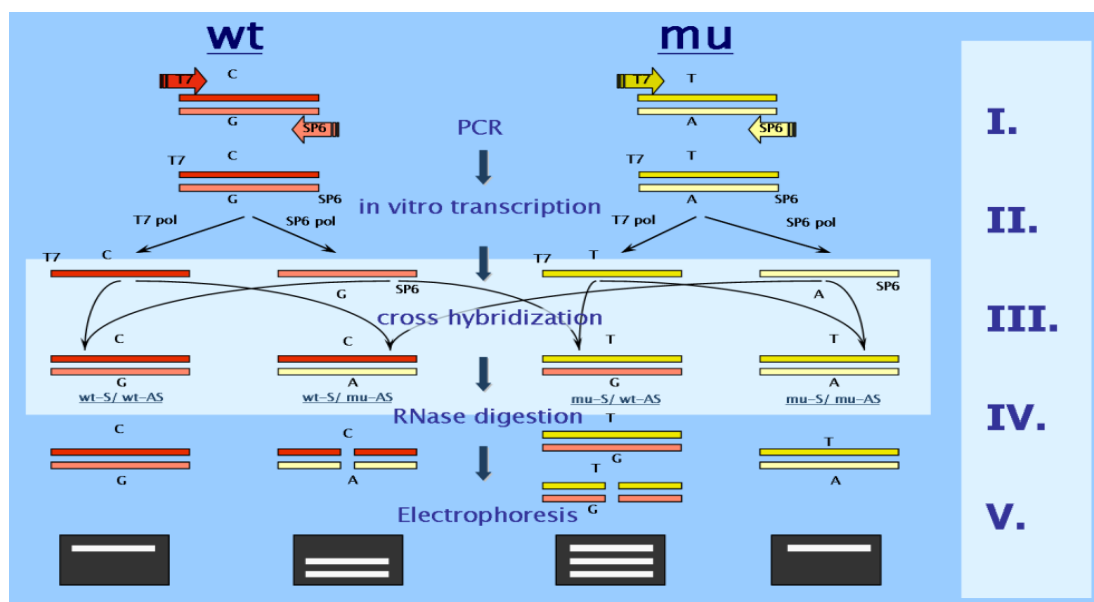 wt mu
T7 C T7 T
G SP6 A SP6
PCR
I.
T7 C T7 T
G SP6 A SP6
in vitro transcription
T7 pol SP6 pol T7 pol SP6 pol
II.
T7 C T7 T
G SP6 A SP6
cross hybridization
III.
C C T T
G A G A
wt-S/ wt-AS wt-S/ mu-AS mu-S/ wt-AS mu-S/ mu-AS
RNase digestion
IV.
C C T T
G A G A
T
G
Electrophoresis
V.